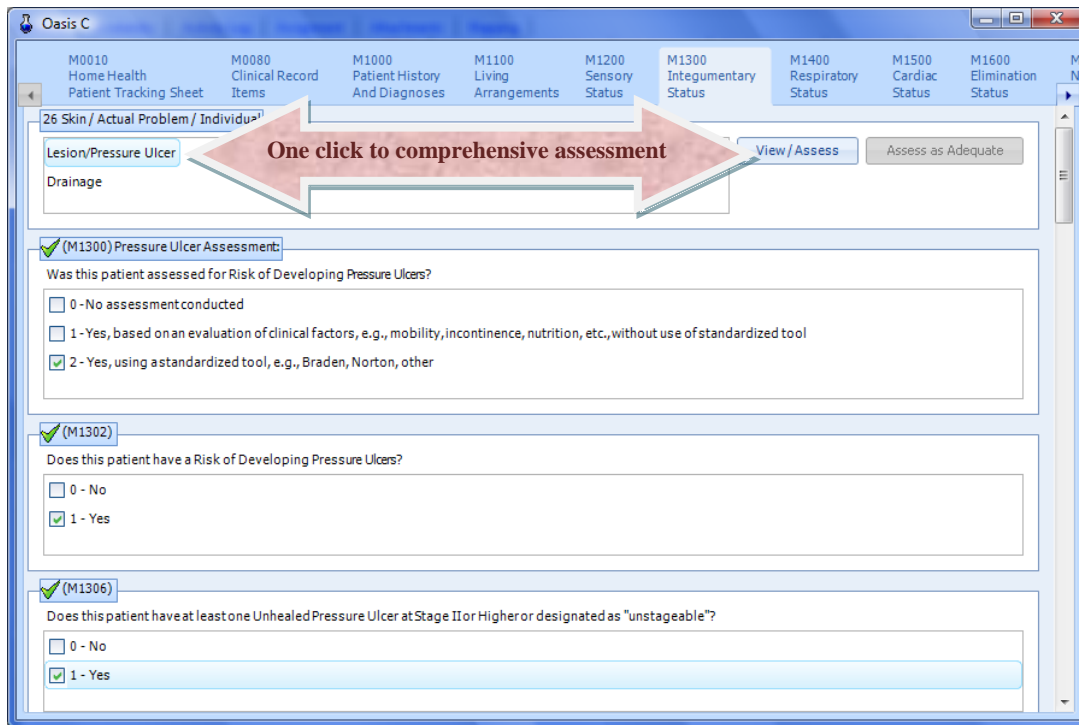 Oasis C
M0010
Home Health
Patient Tracking Sheet
M0080
Clinical Record
Items
M1000
Patient History
And Diagnoses
M1100
Living
Arrangements
M1200
Sensory
Status
M1300
Integumentary
Status
M1400
Respiratory
Status
M1500
Cardiac
Status
M1600
Elimination
Status
26 Skin / Actual Problem / Individual
Lesion/Pressure Ulcer
Drainage
One click to comprehensive assessment
View / Assess
Assess as Adequate
(M1300) Pressure Ulcer Assessment:
Was this patient assessed for Risk of Developing Pressure Ulcers?
0 - No assessment conducted
1 - Yes, based on an evaluation of clinical factors, e.g., mobility, incontinence, nutrition, etc., without use of standardized tool
2 - Yes, using a standardized tool, e.g., Braden, Norton, other
(M1302)
Does this patient have a Risk of Developing Pressure Ulcers?
0 - No
1 - Yes
(M1306)
Does this patient have at least one Unhealed Pressure Ulcer at Stage II or Higher or designated as "unstageable"?
0 - No
1 - Yes